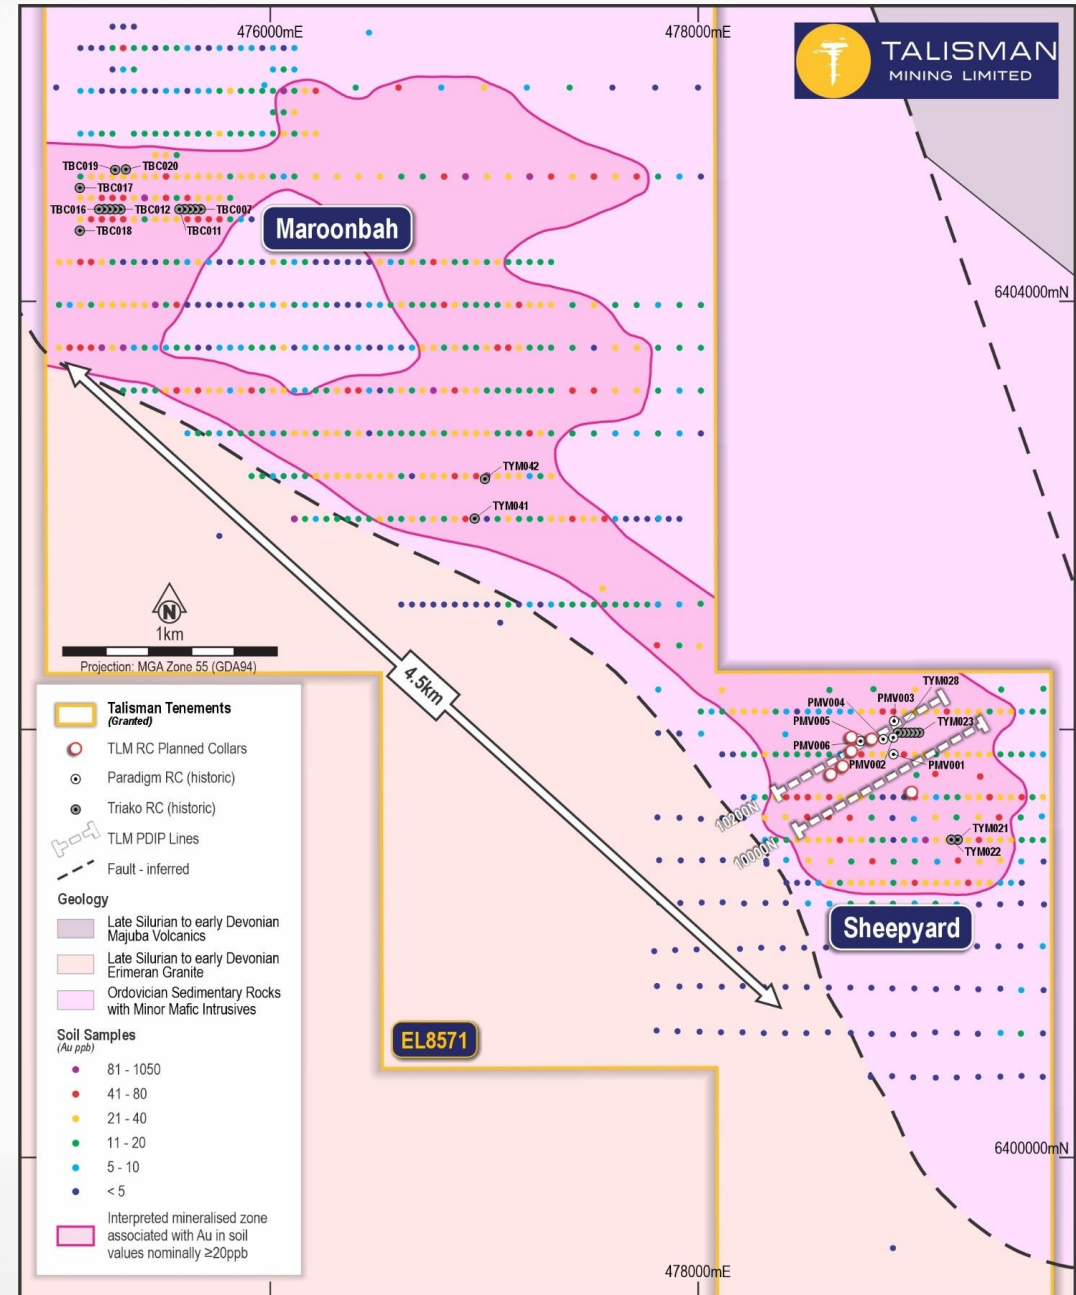 476000mE
478000mE
TALISMAN
MINING LIMITED
TBC019
TBC020
TBC017
TBC016
TBC012
TBC007
TBC018
TBC011
Maroonbah
6404000mN
TYM042
TYM041
N
1km
Projection: MGA Zone 55 (GDA94)
4.5km
TYM028
PMV003
PMV004
PMV005
TYM023
PMV006
PMV002
PMV001
10200N
10000N
TYM021
TYM022
Sheepyard
EL8571
6400000mN
478000mE
Talisman Tenements
(Granted)
TLM RC Planned Collars
Paradigm RC (historic)
Triako RC (historic)
TLM PDIP Lines
Fault - inferred
Geology
Late Silurian to early Devonian
Majuba Volcanics
Late Silurian to early Devonian
Erimeran Granite
Ordovician Sedimentary Rocks
with Minor Mafic Intrusives
Soil Samples
(Au ppb)
81 - 1050
41 - 80
21 - 40
11 - 20
5 - 10
< 5
Interpreted mineralised zone
associated with Au in soil
values nominally ≥20ppb